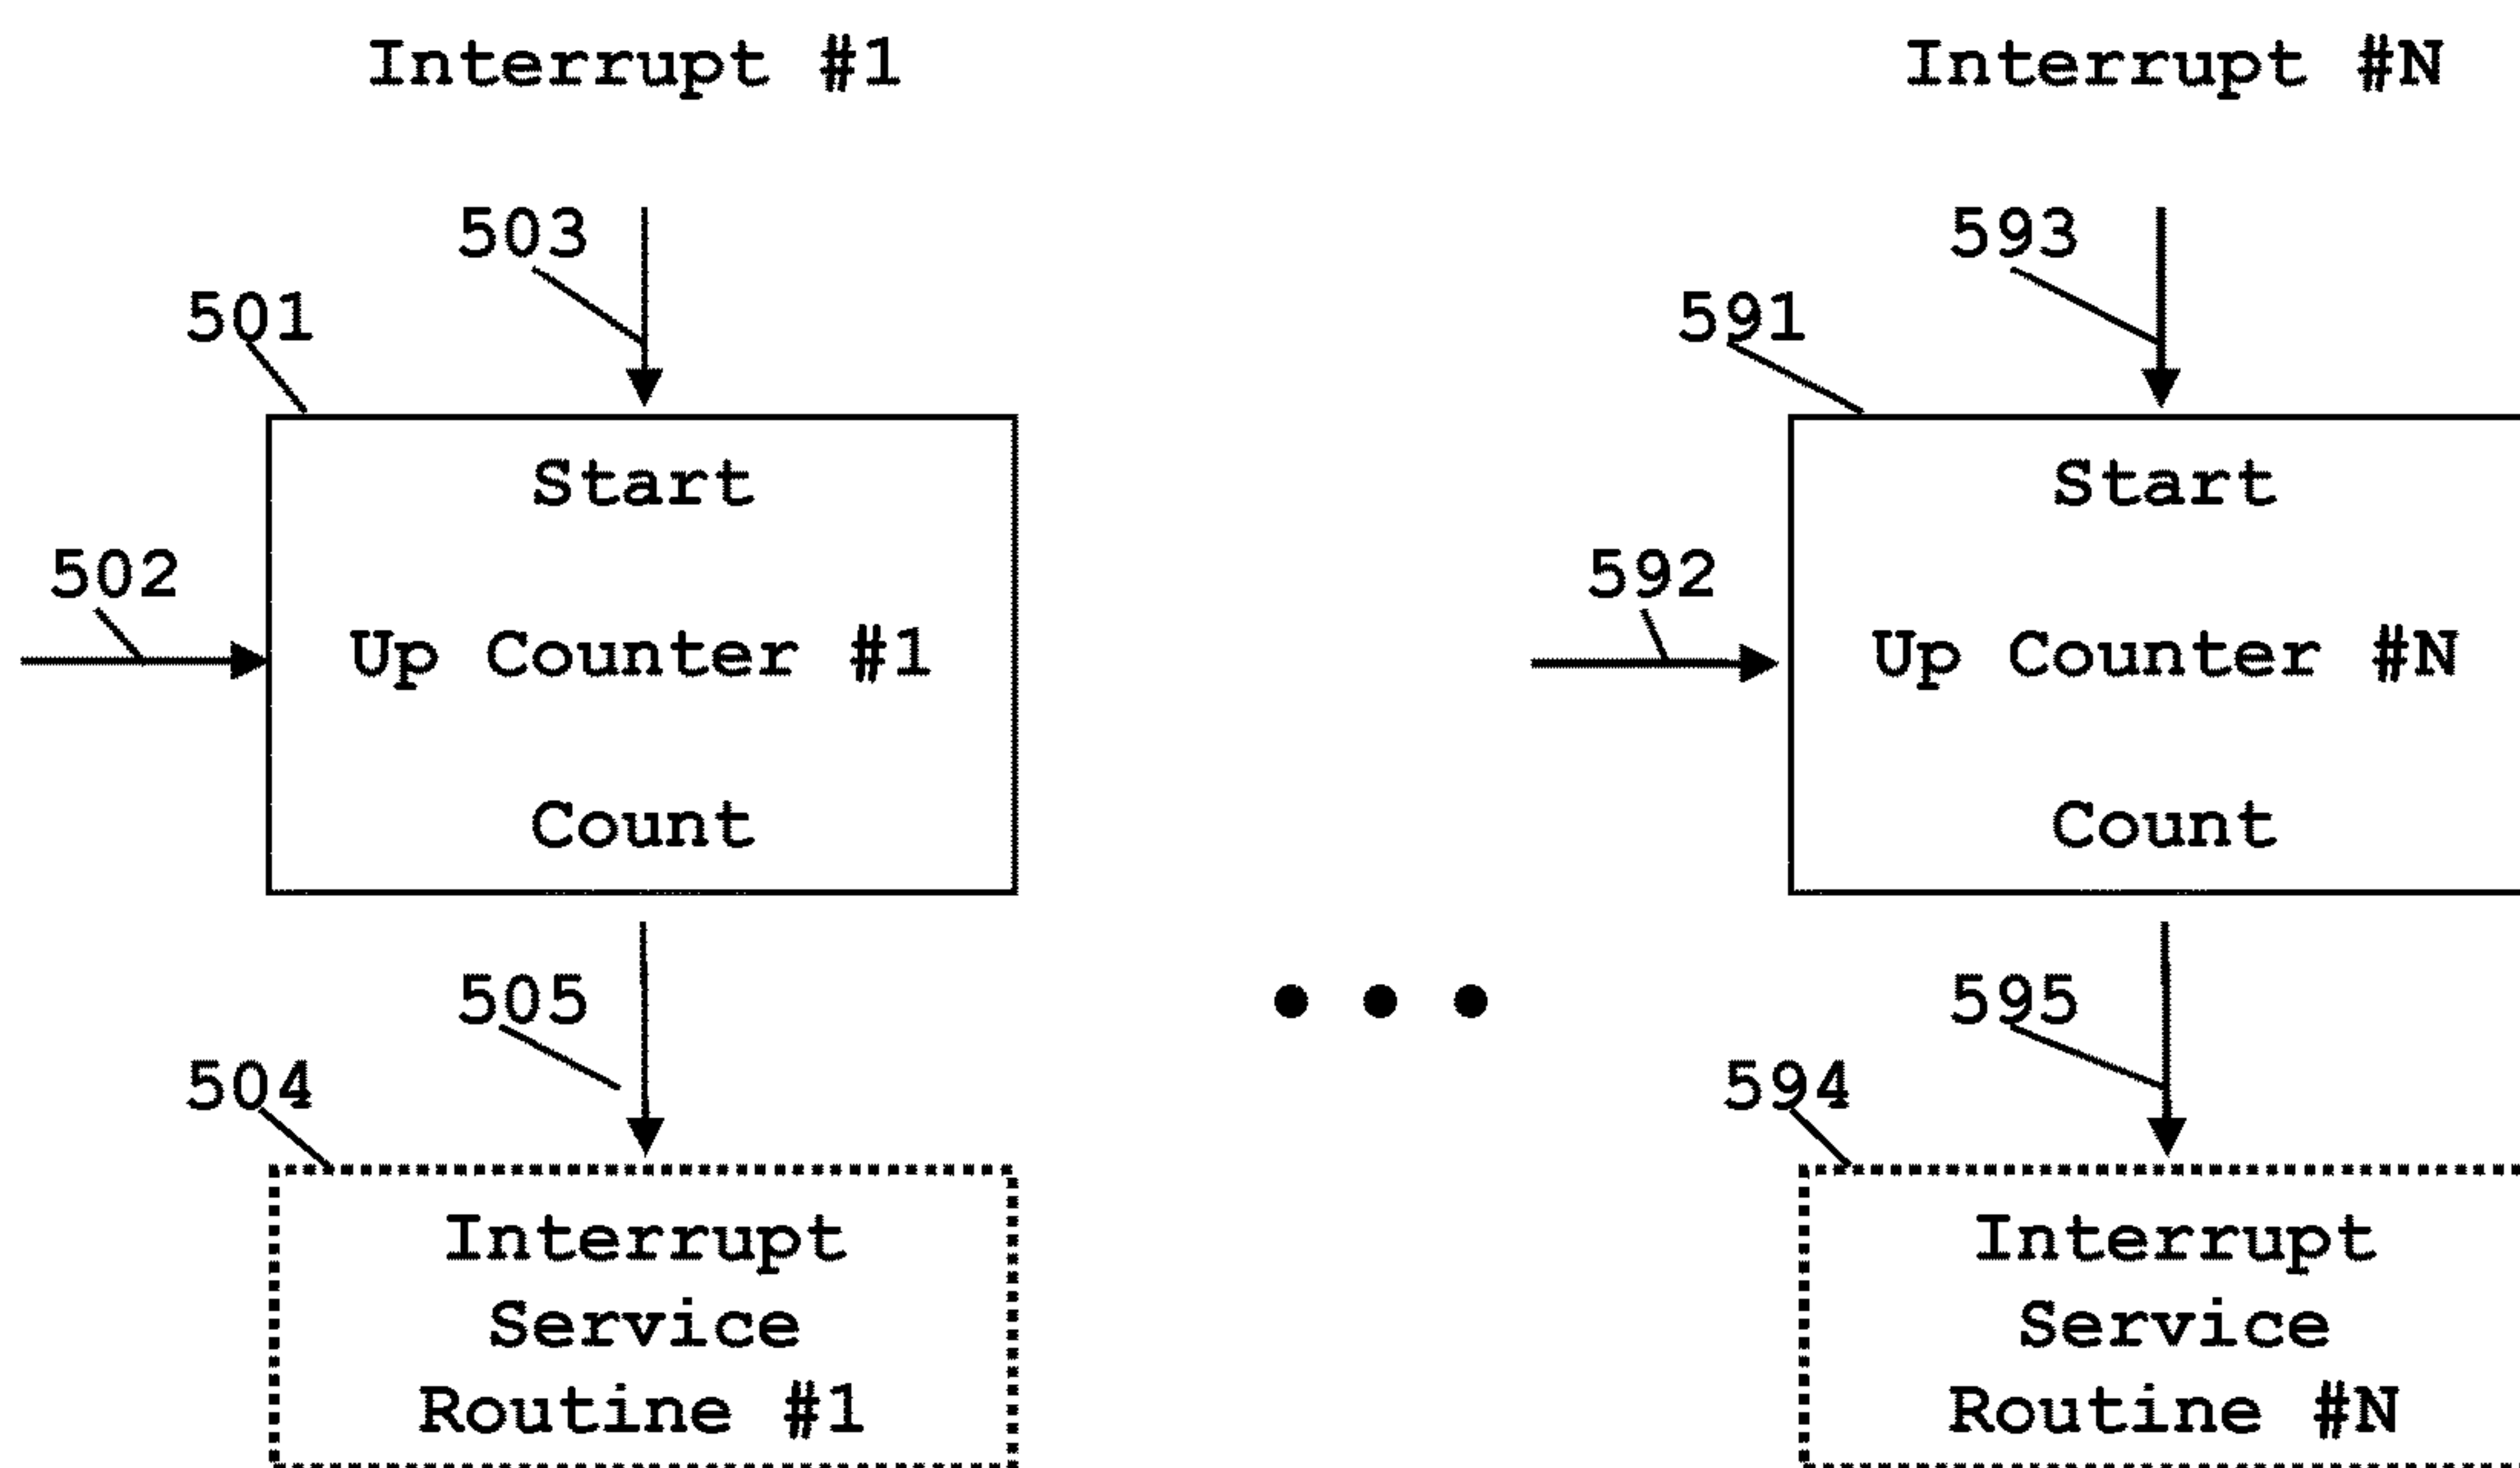 Interrupt #1
503
501
Start
502
Up Counter #1
Count
505
504
Interrupt
Service
Routine #1
Interrupt #N
593
591
Start
592
Up Counter #N
Count
595
594
Interrupt
Service
Routine #N